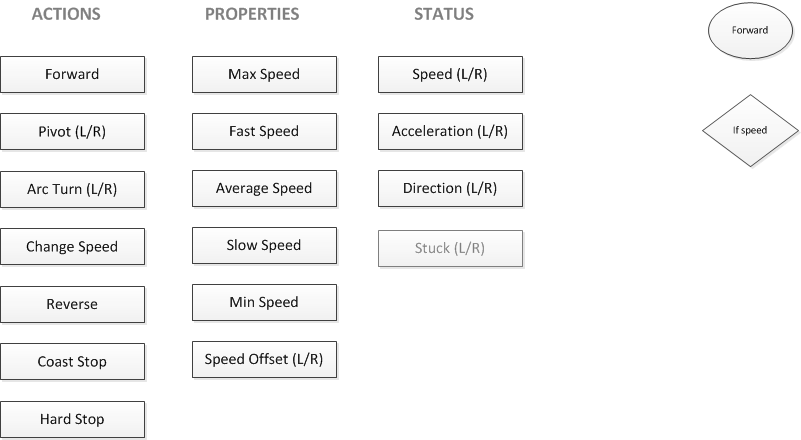 ACTIONS
Forward
Pivot (L/R)
Arc Turn (L/R)
Change Speed
Reverse
Coast Stop
Hard Stop
PROPERTIES
Max Speed
Fast Speed
Average Speed
Slow Speed
Min Speed
Speed Offset (L/R)
STATUS
Speed (L/R)
Acceleration (L/R)
Direction (L/R)
Stuck (L/R)
Forward
If speed